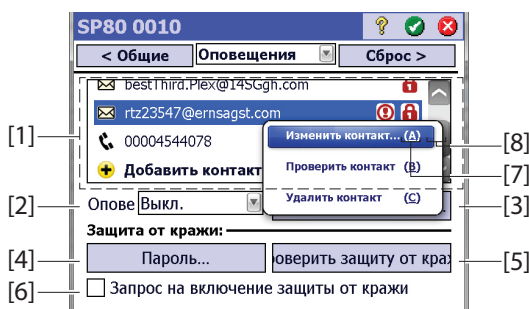 SP80 0010
< Общие Оповещения Сброс >
bestThird.Plex@14SGgh.com
rtz23547@ernsagst.com
[1]
00004544078
Изменить контакт... (A)
[8]
Проверить контакт (B)
[7]
Добавить контакт
Удалить контакт (C)
[2] Опове Выкл. [3]
Защита от кражи:
[4] Пароль... оверить защиту от краж [5]
[6] Запрос на включение защиты от кражи